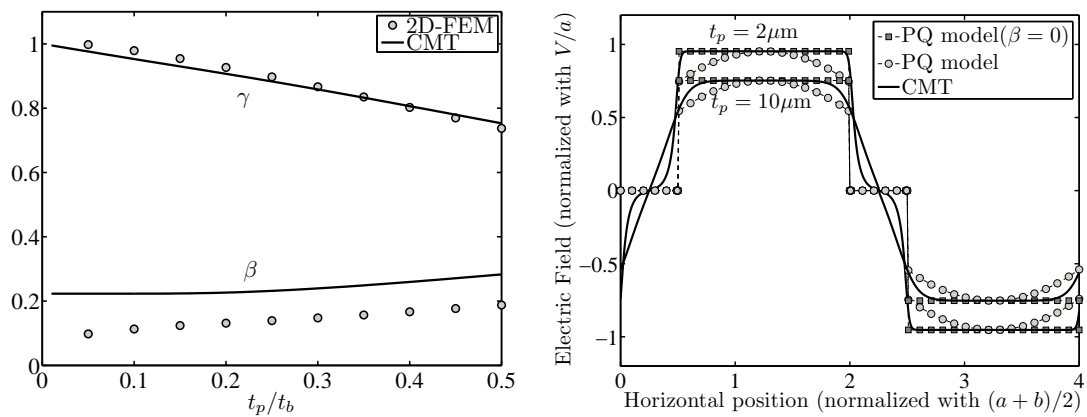 1
0.8
0.6
0.4
0.2
0
0
0.1
0.2
0.3
0.4
0.5
t_p/t_b
2D-FEM
CMT
γ
β
Electric Field (normalized with V/a)
1
0.5
0
−0.5
−1
0
1
2
3
4
Horizontal position (normalized with (a + b)/2)
t_p = 2μm
t_p = 10μm
PQ model(β = 0)
PQ model
CMT